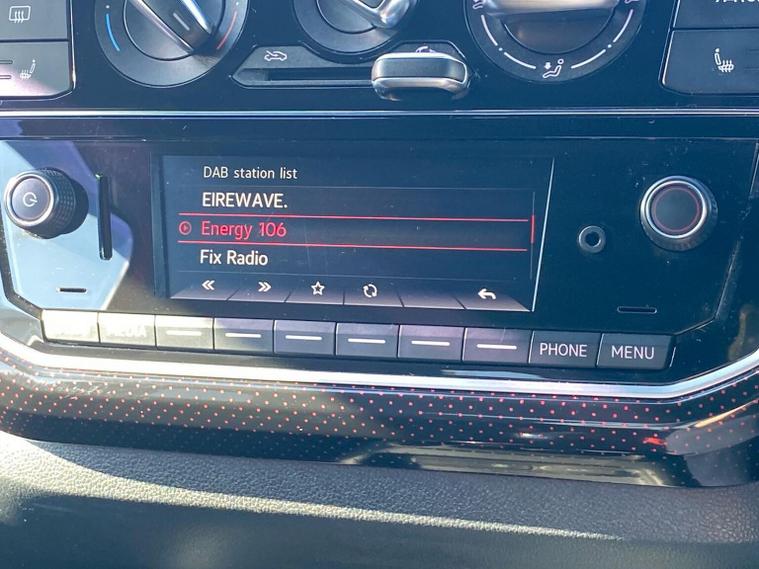 DAB station list
EIREWAVE.
Energy 106
Fix Radio
PHONE
MENU